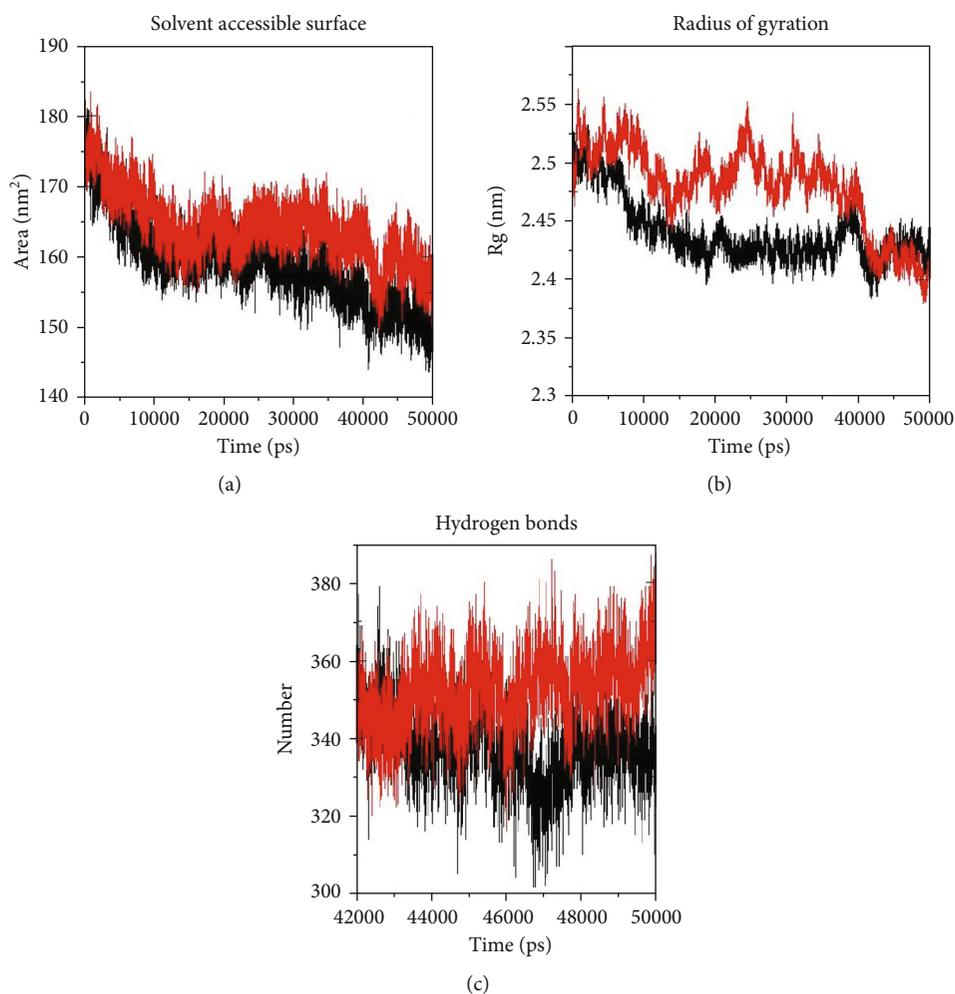 Solvent accessible surface
190
180
170
160
150
140
Area (nm²)
0 10000 20000 30000 40000 50000
Time (ps)
(a)
Radius of gyration
2.55
2.5
2.45
2.4
2.35
2.3
Rg (nm)
0 10000 20000 30000 40000 50000
Time (ps)
(b)
Hydrogen bonds
380
360
340
320
300
Number
42000 44000 46000 48000 50000
Time (ps)
(c)